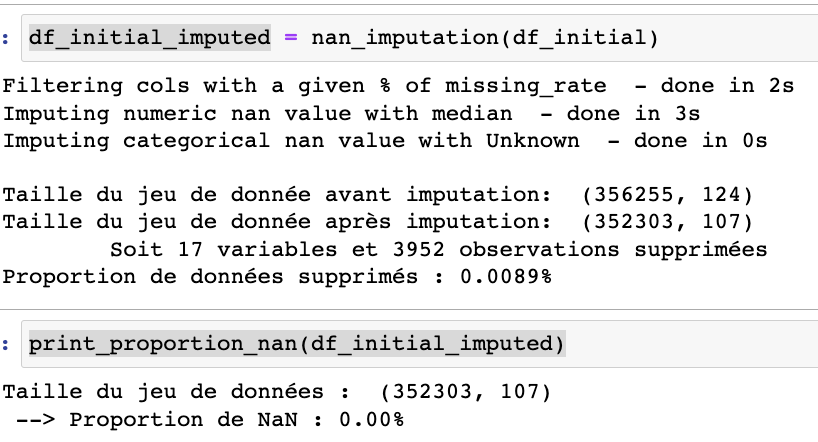 : df_initial_imputed = nan_imputation(df_initial)
Filtering cols with a given % of missing_rate  - done in 2s
Imputing numeric nan value with median  - done in 3s
Imputing categorical nan value with Unknown  - done in 0s
Taille du jeu de donnée avant imputation:  (356255, 124)
Taille du jeu de donnée après imputation:  (352303, 107)
Soit 17 variables et 3952 observations supprimées
Proportion de données supprimés : 0.0089%
: print_proportion_nan(df_initial_imputed)
Taille du jeu de données :  (352303, 107)
--> Proportion de NaN : 0.00%